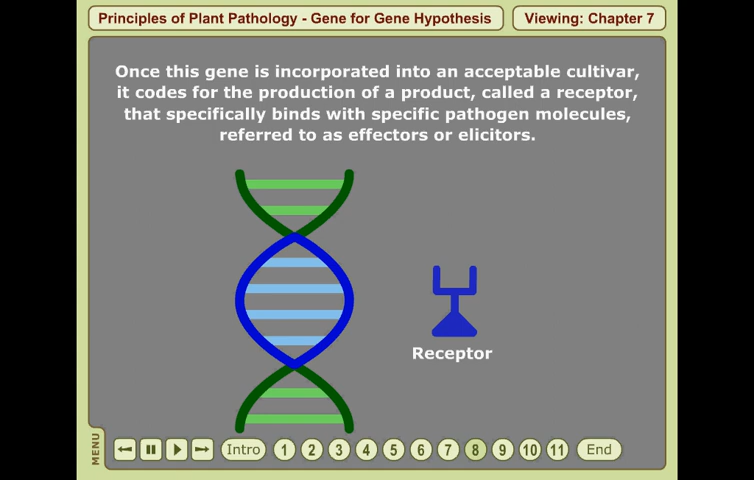 Principles of Plant Pathology - Gene for Gene Hypothesis
Viewing: Chapter 7
Once this gene is incorporated into an acceptable cultivar,
it codes for the production of a product, called a receptor,
that specifically binds with specific pathogen molecules,
referred to as effectors or elicitors.
Receptor
MENU
Intro 1 2 3 4 5 6 7 8 9 10 11 End